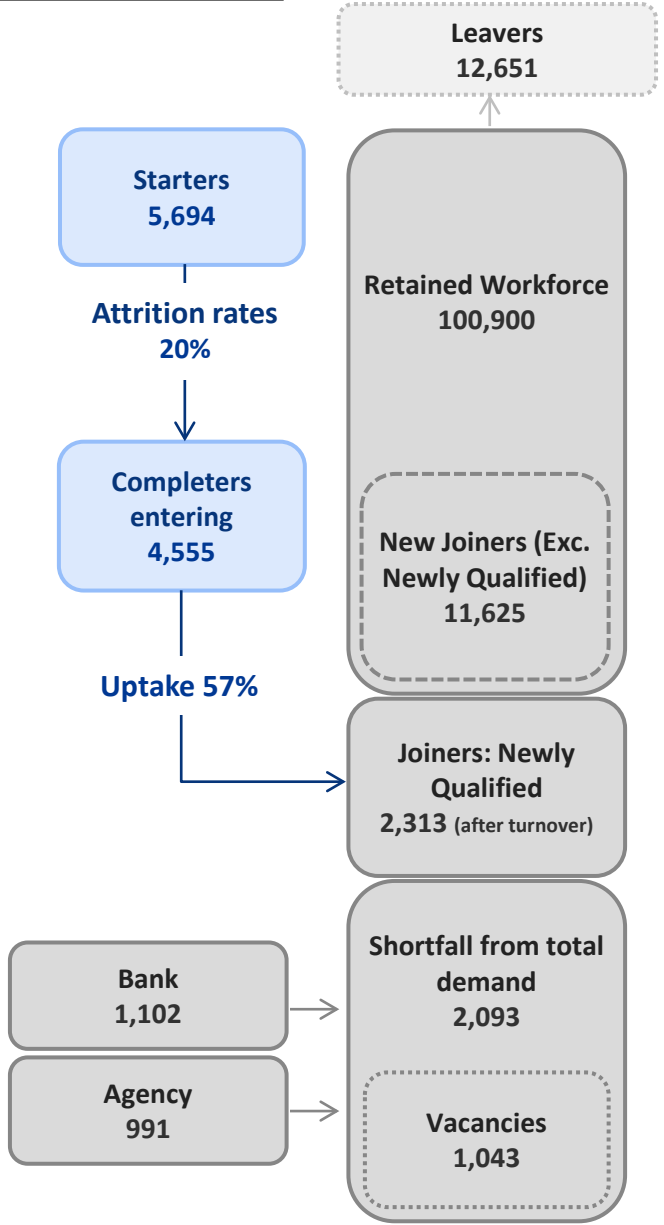 Leavers
12,651
Starters
5,694
Attrition rates
20%
Completers
entering
4,555
Uptake 57%
Retained Workforce
100,900
New Joiners (Exc.
Newly Qualified)
11,625
Joiners: Newly
Qualified
2,313 (after turnover)
Bank
1,102
Agency
991
Shortfall from total
demand
2,093
Vacancies
1,043